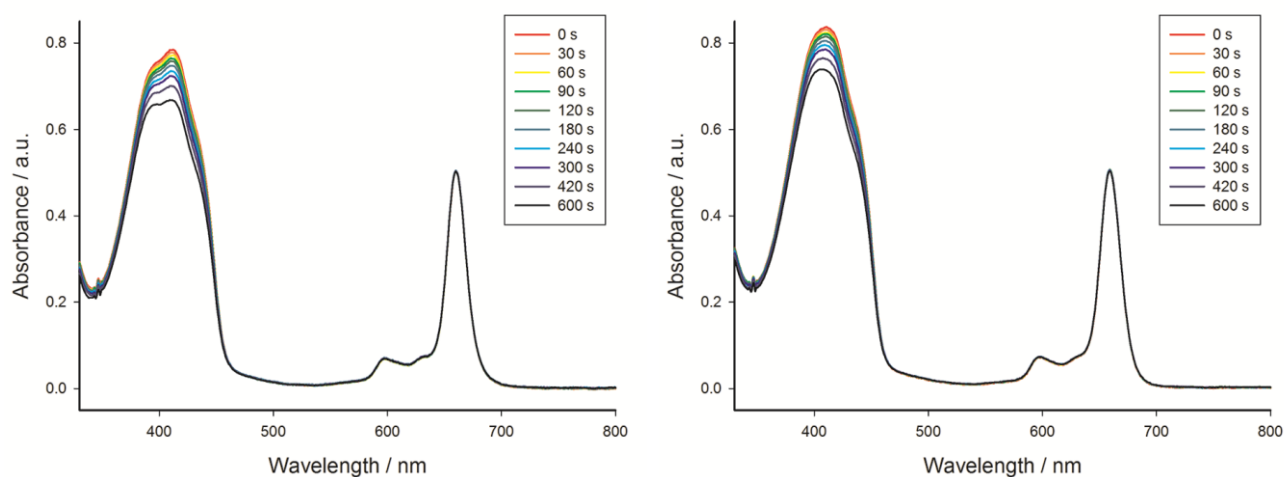 0.8
0.6
0.4
0.2
0.0
Absorbance / a.u.
0 s
30 s
60 s
90 s
120 s
180 s
240 s
300 s
420 s
600 s
400 500 600 700 800
Wavelength / nm
0.8
0.6
0.4
0.2
0.0
Absorbance / a.u.
0 s
30 s
60 s
90 s
120 s
180 s
240 s
300 s
420 s
600 s
400 500 600 700 800
Wavelength / nm